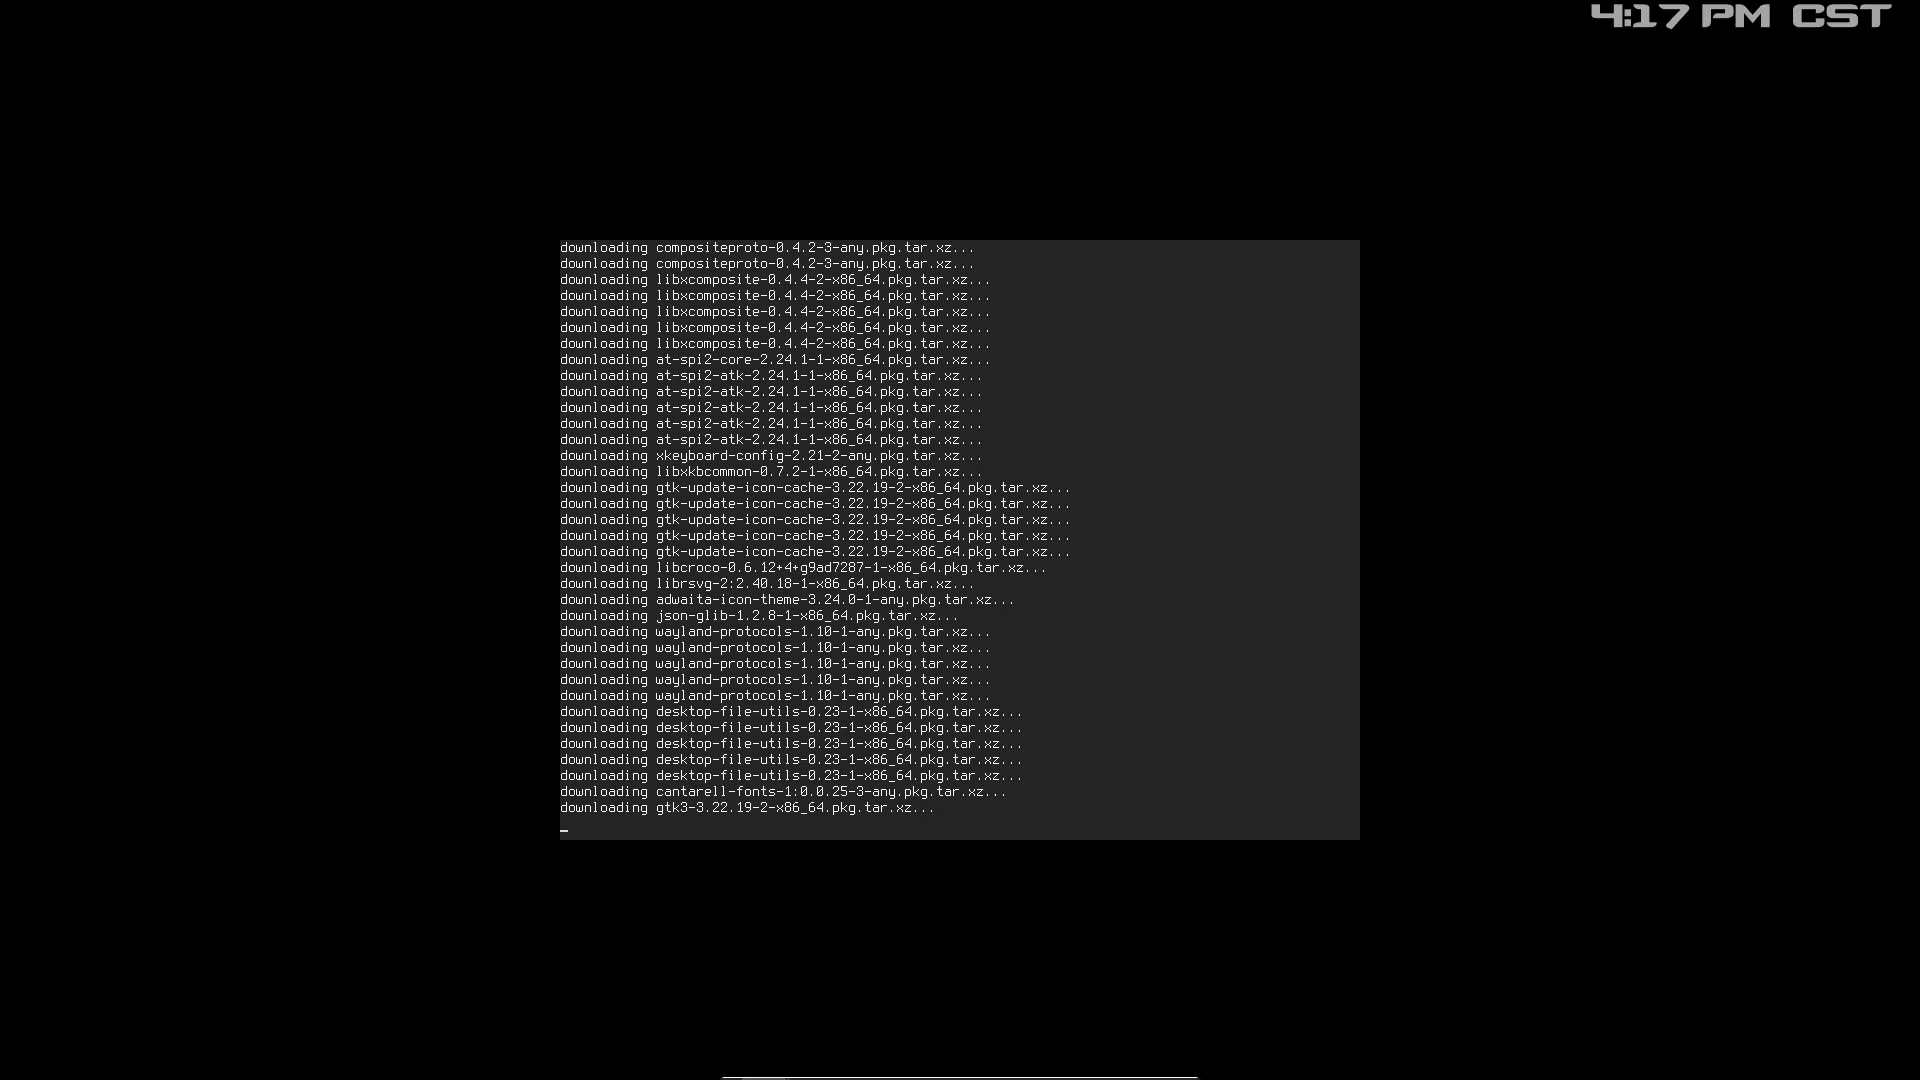 4:17 PM CST
downloading compositeproto-0.4.2-3-any.pkg.tar.xz...
downloading compositeproto-0.4.2-3-any.pkg.tar.xz...
downloading libxcomposite-0.4.4-2-x86_64.pkg.tar.xz...
downloading libxcomposite-0.4.4-2-x86_64.pkg.tar.xz...
downloading libxcomposite-0.4.4-2-x86_64.pkg.tar.xz...
downloading libxcomposite-0.4.4-2-x86_64.pkg.tar.xz...
downloading libxcomposite-0.4.4-2-x86_64.pkg.tar.xz...
downloading at-spi2-core-2.24.1-1-x86_64.pkg.tar.xz...
downloading at-spi2-atk-2.24.1-1-x86_64.pkg.tar.xz...
downloading at-spi2-atk-2.24.1-1-x86_64.pkg.tar.xz...
downloading at-spi2-atk-2.24.1-1-x86_64.pkg.tar.xz...
downloading at-spi2-atk-2.24.1-1-x86_64.pkg.tar.xz...
downloading at-spi2-atk-2.24.1-1-x86_64.pkg.tar.xz...
downloading xkeyboard-config-2.21-2-any.pkg.tar.xz...
downloading libxkbcommon-0.7.2-1-x86_64.pkg.tar.xz...
downloading gtk-update-icon-cache-3.22.19-2-x86_64.pkg.tar.xz...
downloading gtk-update-icon-cache-3.22.19-2-x86_64.pkg.tar.xz...
downloading gtk-update-icon-cache-3.22.19-2-x86_64.pkg.tar.xz...
downloading gtk-update-icon-cache-3.22.19-2-x86_64.pkg.tar.xz...
downloading gtk-update-icon-cache-3.22.19-2-x86_64.pkg.tar.xz...
downloading libcroco-0.6.12+4+g9ad7287-1-x86_64.pkg.tar.xz...
downloading librsvg-2:2.40.18-1-x86_64.pkg.tar.xz...
downloading adwaita-icon-theme-3.24.0-1-any.pkg.tar.xz...
downloading json-glib-1.2.8-1-x86_64.pkg.tar.xz...
downloading wayland-protocols-1.10-1-any.pkg.tar.xz...
downloading wayland-protocols-1.10-1-any.pkg.tar.xz...
downloading wayland-protocols-1.10-1-any.pkg.tar.xz...
downloading wayland-protocols-1.10-1-any.pkg.tar.xz...
downloading wayland-protocols-1.10-1-any.pkg.tar.xz...
downloading desktop-file-utils-0.23-1-x86_64.pkg.tar.xz...
downloading desktop-file-utils-0.23-1-x86_64.pkg.tar.xz...
downloading desktop-file-utils-0.23-1-x86_64.pkg.tar.xz...
downloading desktop-file-utils-0.23-1-x86_64.pkg.tar.xz...
downloading desktop-file-utils-0.23-1-x86_64.pkg.tar.xz...
downloading cantarell-fonts-1:0.0.25-3-any.pkg.tar.xz...
downloading gtk3-3.22.19-2-x86_64.pkg.tar.xz...